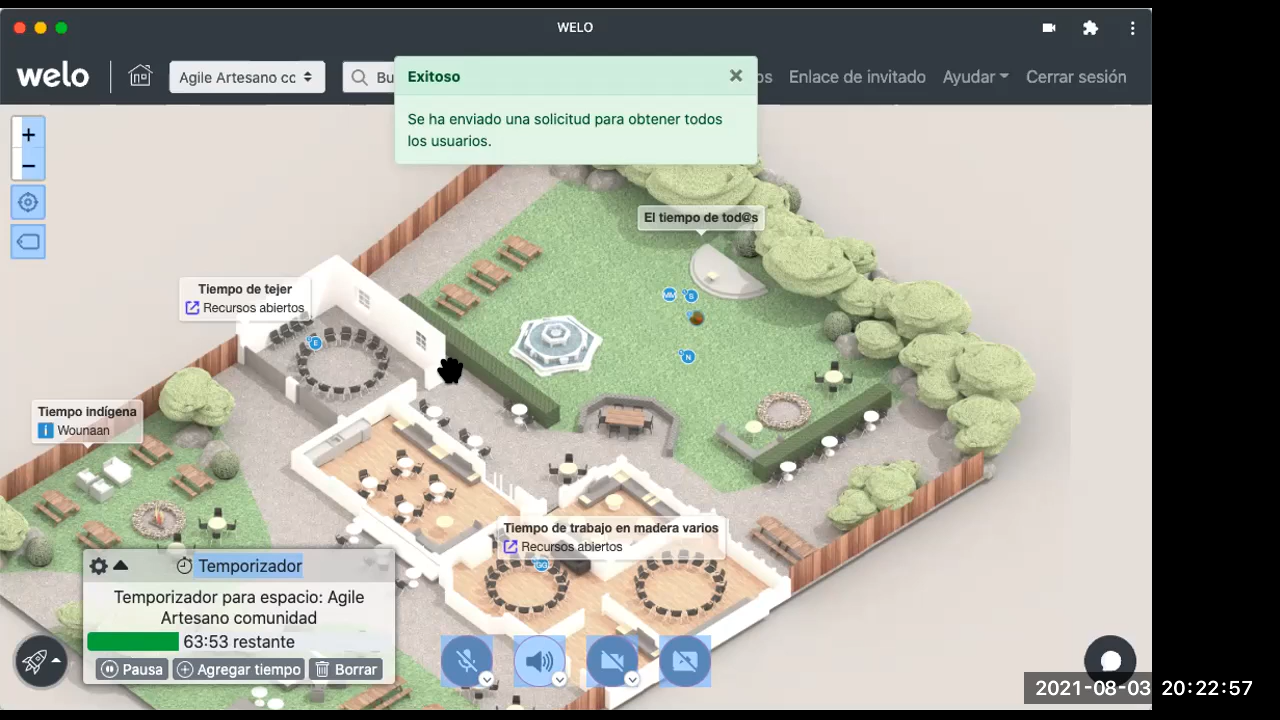 WELO
welo
Agile Artesano cc
Bu
os
Enlace de invitado
Ayudar
Cerrar sesión
Exitoso
Se ha enviado una solicitud para obtener todos
los usuarios.
+
−
El tiempo de tod@s
Tiempo de tejer
Recursos abiertos
MM
S
E
N
Tiempo indígena
Wounaan
Tiempo de trabajo en madera varios
Recursos abiertos
GG
Temporizador
Temporizador para espacio: Agile
Artesano comunidad
63:53 restante
Pausa
Agregar tiempo
Borrar
2021-08-03 20:22:57